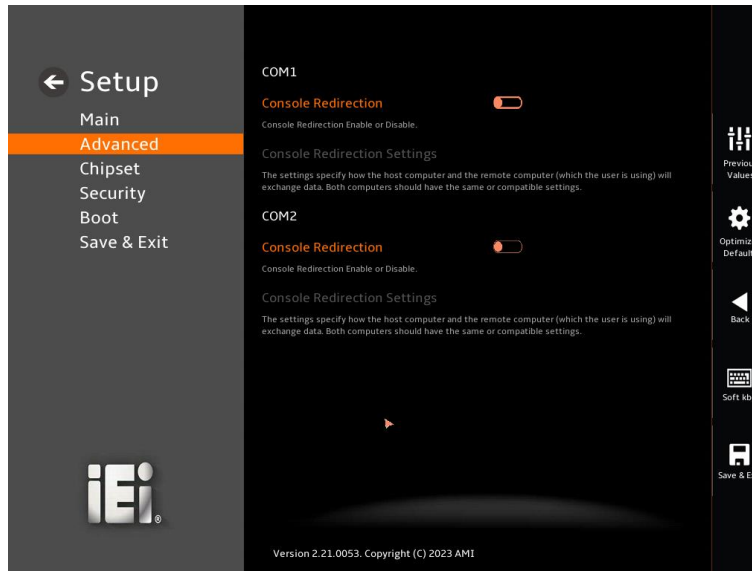 Setup
Main
Advanced
Chipset
Security
Boot
Save & Exit
COM1
Console Redirection
Console Redirection Enable or Disable.
Console Redirection Settings
The settings specify how the host computer and the remote computer (which the user is using) will
exchange data. Both computers should have the same or compatible settings.
COM2
Console Redirection
Console Redirection Enable or Disable.
Console Redirection Settings
The settings specify how the host computer and the remote computer (which the user is using) will
exchange data. Both computers should have the same or compatible settings.
Previou
Values
Optimiz
Default
Back
Soft kb
Save & E
iEi®
Version 2.21.0053. Copyright (C) 2023 AMI